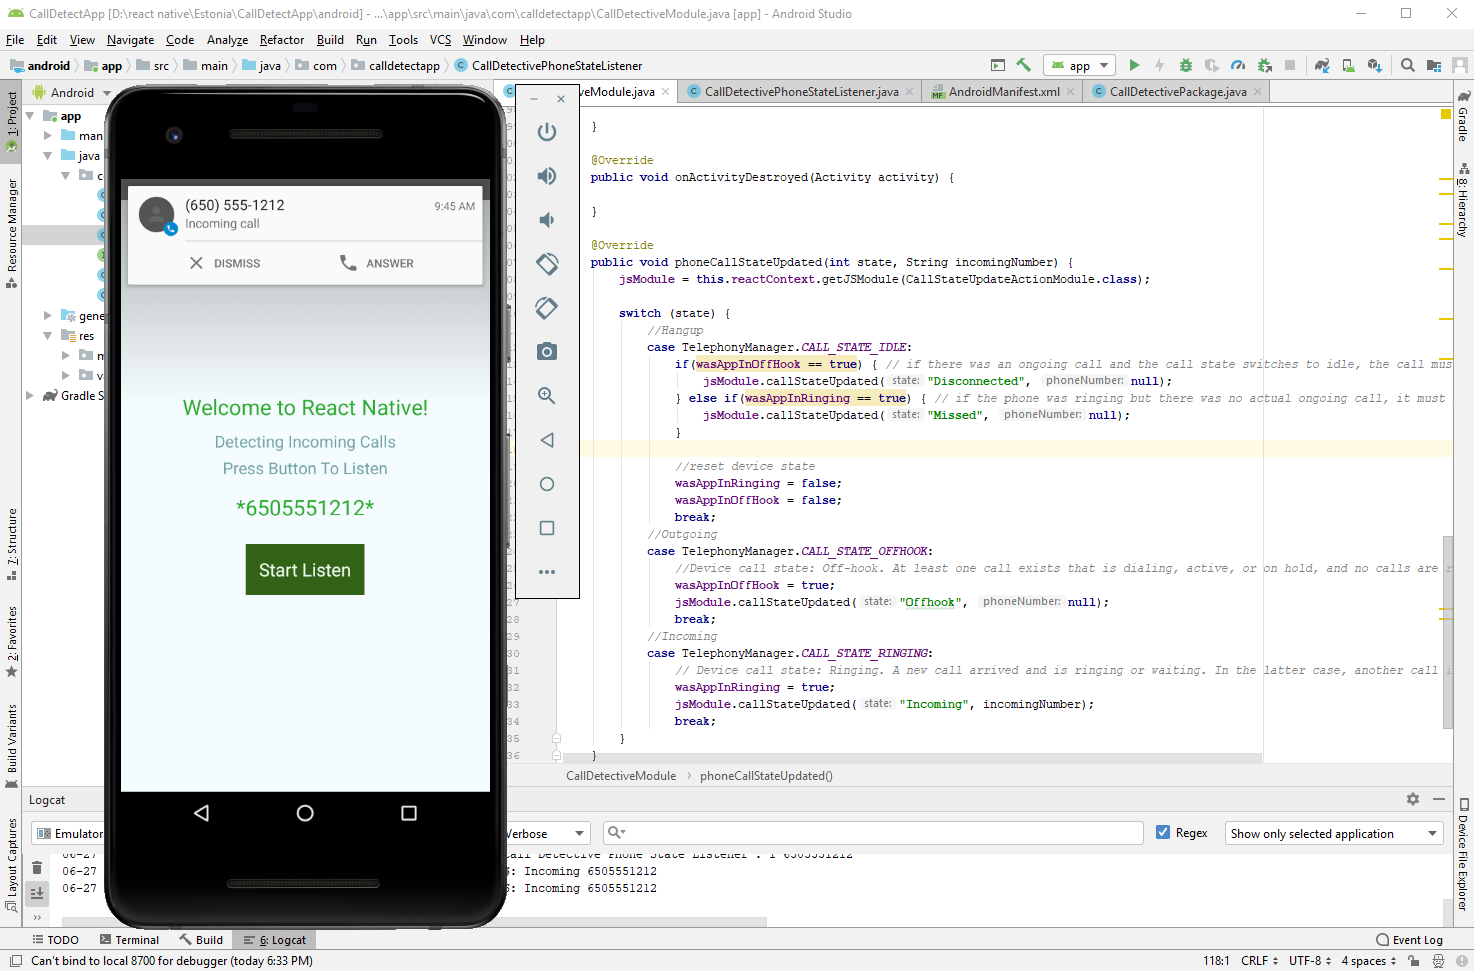 CallDetectApp [D:\react native\Estonia\CallDetectApp\android] - ...\app\src\main\java\com\calldetectapp\CallDetectiveModule.java [app] - Android Studio
File Edit View Navigate Code Analyze Refactor Build Run Tools VCS Window Help
android app src main java com calldetectapp CallDetectivePhoneStateListener
app
1: Project
Resource Manager
7: Structure
2: Favorites
Build Variants
Layout Captures
Android
app
man
java
c
gene
res
m
v
Gradle S
(650) 555-1212
9:45 AM
Incoming call
DISMISS ANSWER
Welcome to React Native!
Detecting Incoming Calls
Press Button To Listen
*6505551212*
Start Listen
veModule.java CallDetectivePhoneStateListener.java AndroidManifest.xml CallDetectivePackage.java
}
@Override
public void onActivityDestroyed(Activity activity) {
}
@Override
public void phoneCallStateUpdated(int state, String incomingNumber) {
jsModule = this.reactContext.getJSModule(CallStateUpdateActionModule.class);
switch (state) {
//Hangup
case TelephonyManager.CALL_STATE_IDLE:
if(wasAppInOffHook == true) { // if there was an ongoing call and the call state switches to idle, the call mus
jsModule.callStateUpdated( state: "Disconnected", phoneNumber: null);
} else if(wasAppInRinging == true) { // if the phone was ringing but there was no actual ongoing call, it must
jsModule.callStateUpdated( state: "Missed", phoneNumber: null);
}
//reset device state
wasAppInRinging = false;
wasAppInOffHook = false;
break;
//Outgoing
case TelephonyManager.CALL_STATE_OFFHOOK:
//Device call state: Off-hook. At least one call exists that is dialing, active, or on hold, and no calls are r
wasAppInOffHook = true;
27 jsModule.callStateUpdated( state: "Offhook", phoneNumber: null);
28 break;
29 //Incoming
30 case TelephonyManager.CALL_STATE_RINGING:
31 // Device call state: Ringing. A new call arrived and is ringing or waiting. In the latter case, another call i
32 wasAppInRinging = true;
33 jsModule.callStateUpdated( state: "Incoming", incomingNumber);
34 break;
35 }
36 }
CallDetectiveModule › phoneCallStateUpdated()
Gradle
8: Hierarchy
Device File Explorer
Logcat
Emulator Verbose Regex Show only selected application
06-27 Call Detective Phone State Listener : 1 6505551212
06-27 S: Incoming 6505551212
06-27 S: Incoming 6505551212
TODO Terminal Build 6: Logcat Event Log
Can't bind to local 8700 for debugger (today 6:33 PM) 118:1 CRLF UTF-8 4 spaces